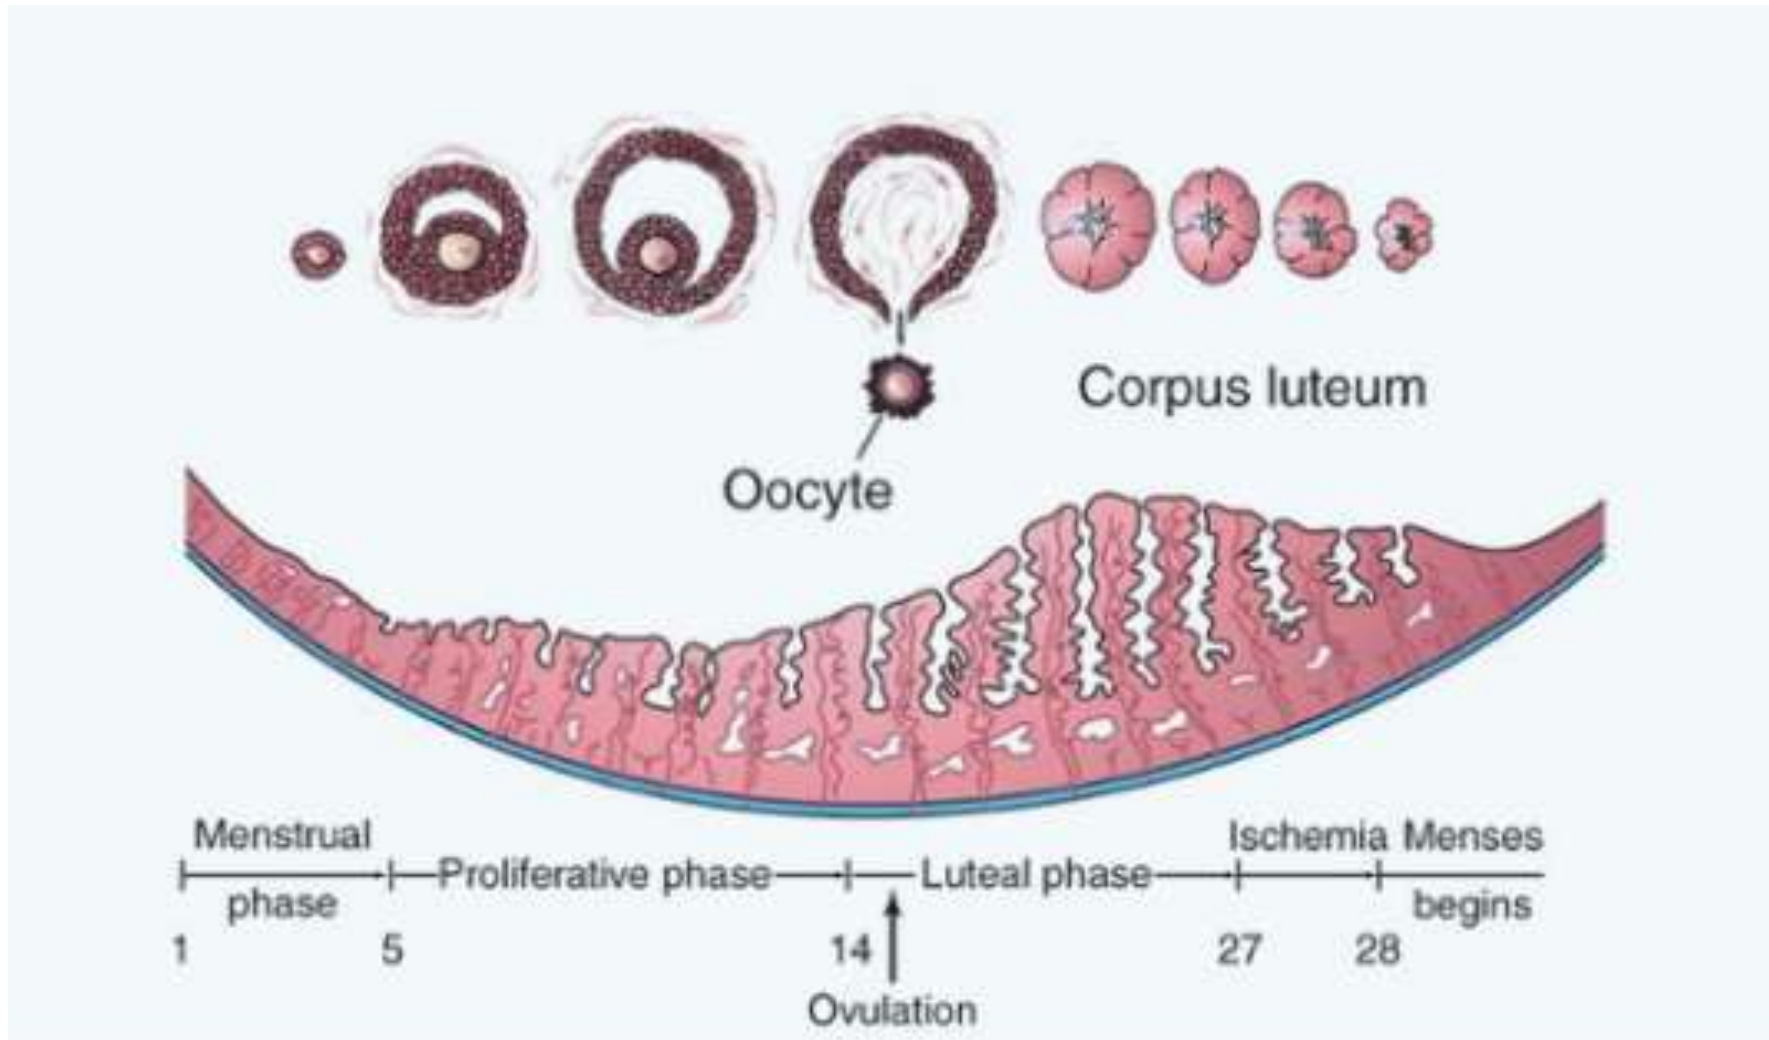 Corpus luteum
Oocyte
Menstrual
phase
Proliferative phase
Luteal phase
Ischemia
Menses
begins
1
5
14
27
28
Ovulation